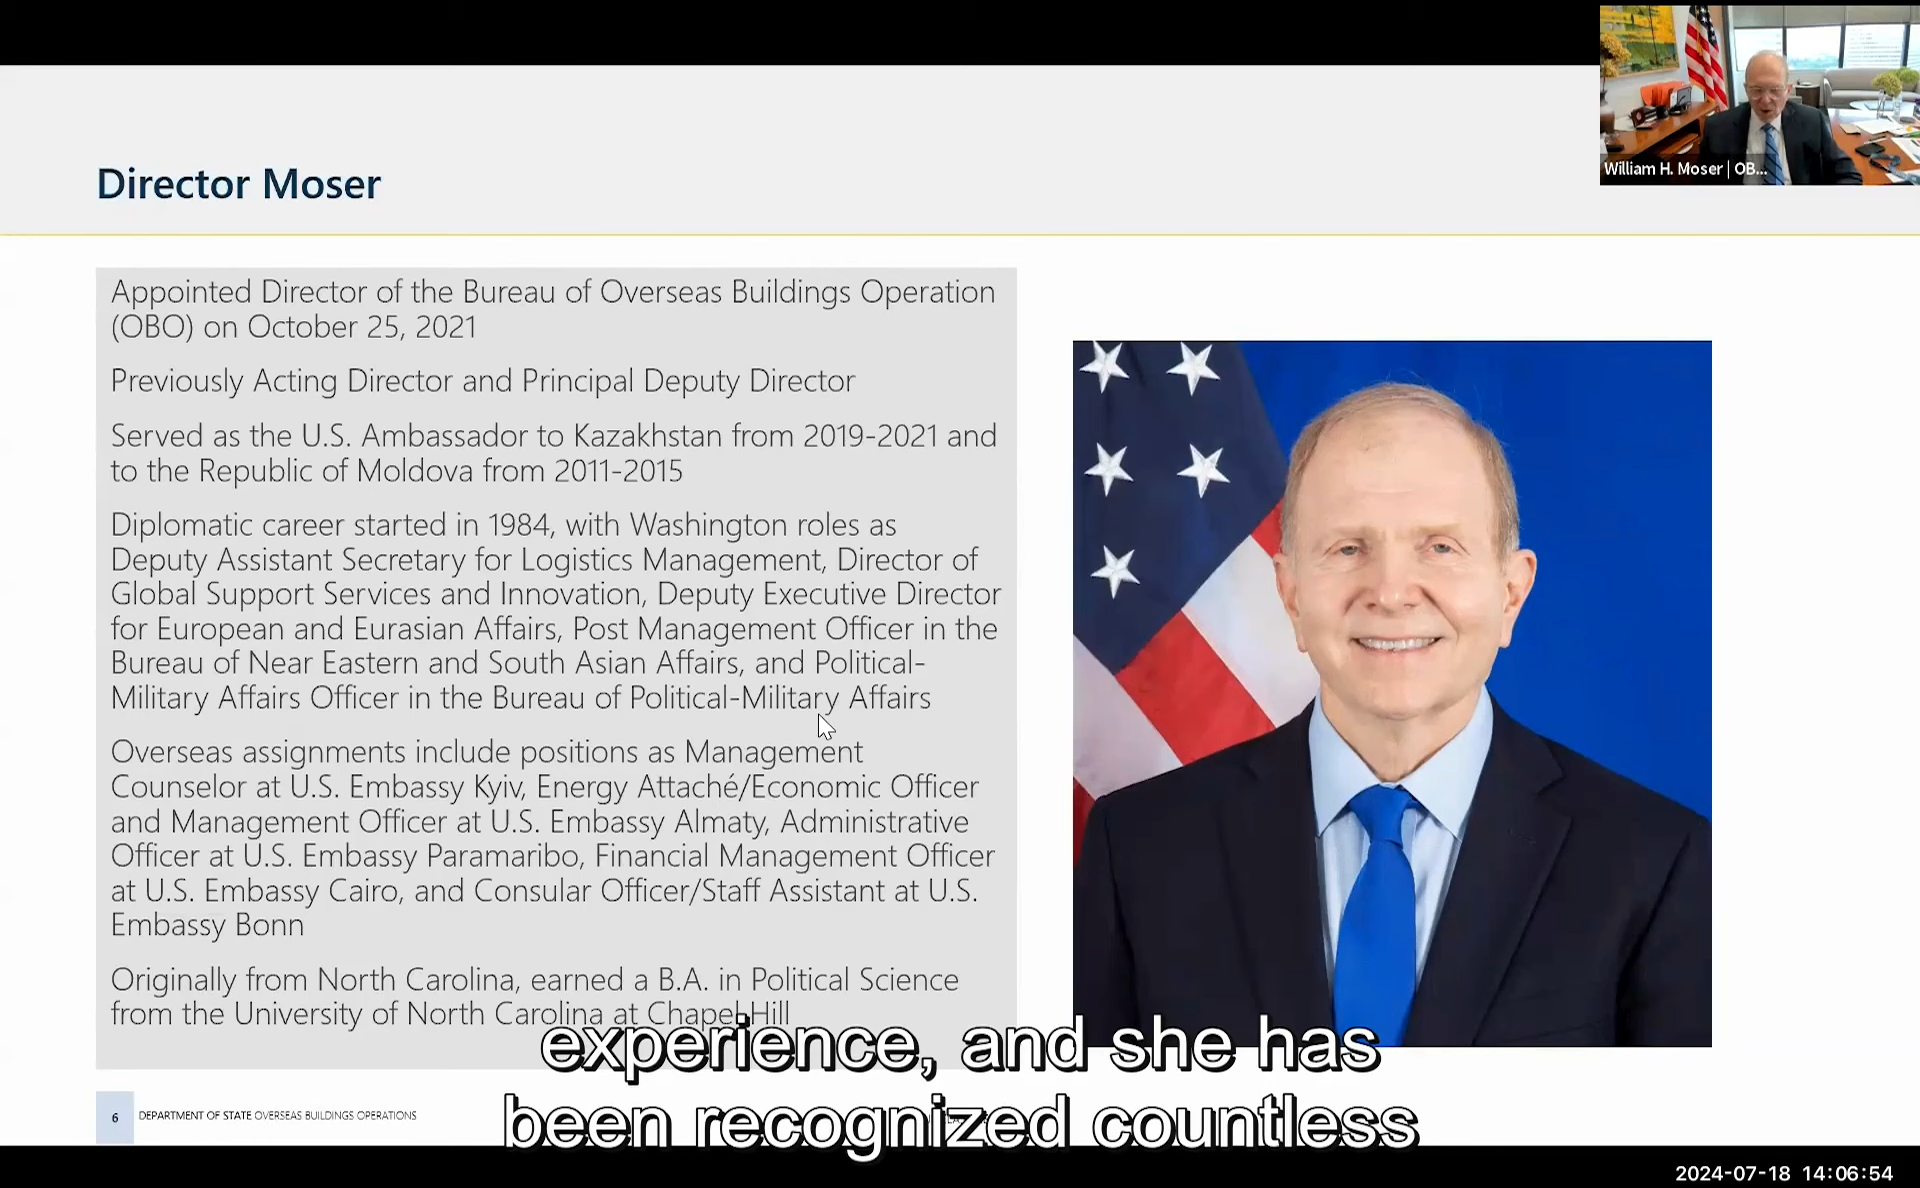 William H. Moser | OB...
Director Moser
Appointed Director of the Bureau of Overseas Buildings Operation
(OBO) on October 25, 2021
Previously Acting Director and Principal Deputy Director
Served as the U.S. Ambassador to Kazakhstan from 2019-2021 and
to the Republic of Moldova from 2011-2015
Diplomatic career started in 1984, with Washington roles as
Deputy Assistant Secretary for Logistics Management, Director of
Global Support Services and Innovation, Deputy Executive Director
for European and Eurasian Affairs, Post Management Officer in the
Bureau of Near Eastern and South Asian Affairs, and Political-
Military Affairs Officer in the Bureau of Political-Military Affairs
Overseas assignments include positions as Management
Counselor at U.S. Embassy Kyiv, Energy Attaché/Economic Officer
and Management Officer at U.S. Embassy Almaty, Administrative
Officer at U.S. Embassy Paramaribo, Financial Management Officer
at U.S. Embassy Cairo, and Consular Officer/Staff Assistant at U.S.
Embassy Bonn
Originally from North Carolina, earned a B.A. in Political Science
from the University of North Carolina at Chapel Hill
experience, and she has
been recognized countless
6 DEPARTMENT OF STATE OVERSEAS BUILDINGS OPERATIONS
2024-07-18 14:06:54